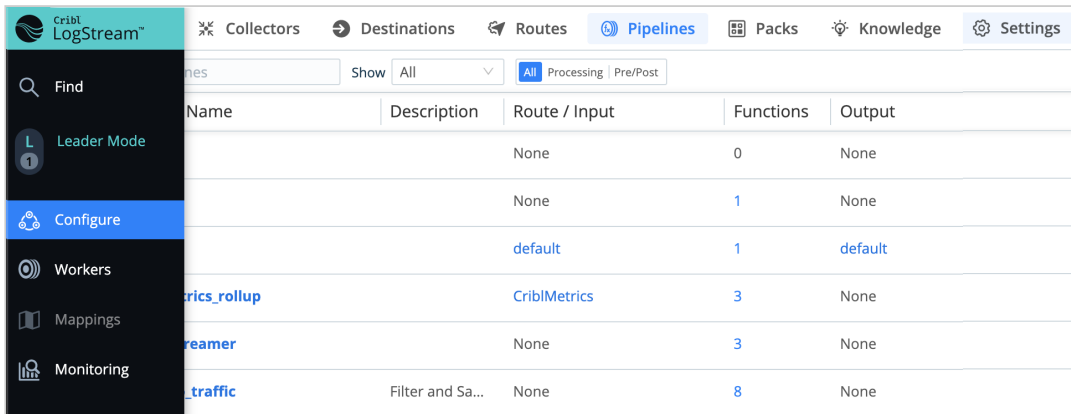 Cribl
LogStream™
Collectors
Destinations
Routes
Pipelines
Packs
Knowledge
Settings
Find
nes
Show
All
All
Processing
Pre/Post
Name
Description
Route / Input
Functions
Output
Leader Mode
L
1
None
0
None
None
1
None
Configure
default
1
default
Workers
trics_rollup
CriblMetrics
3
None
Mappings
reamer
None
3
None
Monitoring
_traffic
Filter and Sa...
None
8
None